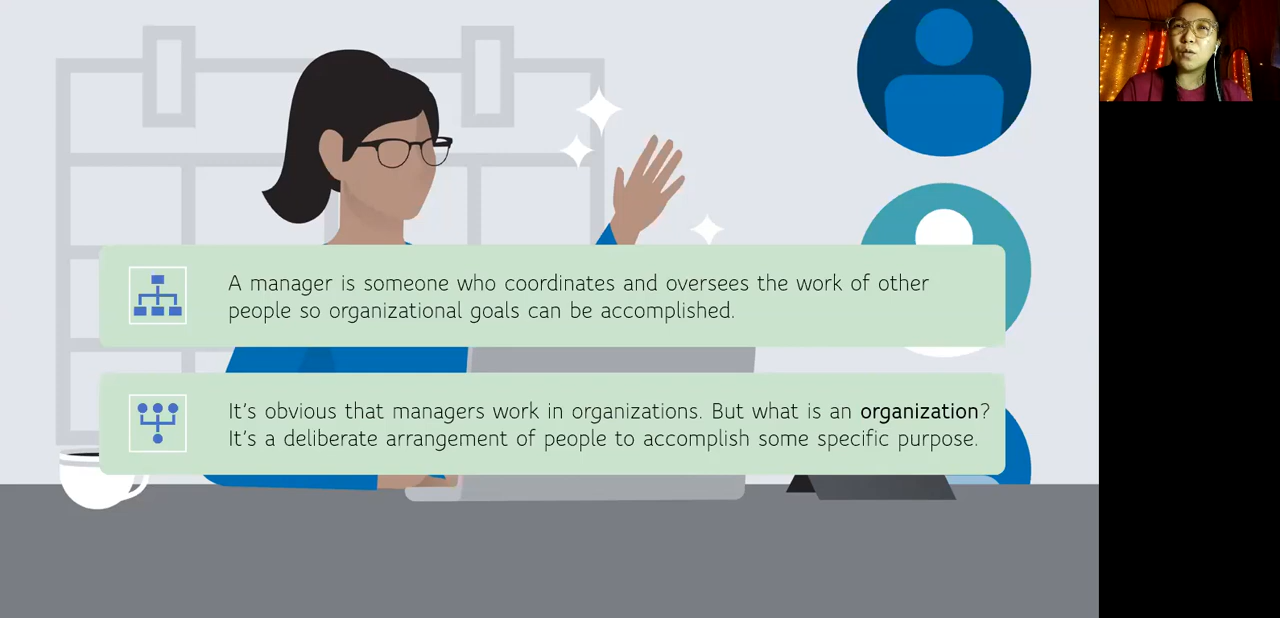 A manager is someone who coordinates and oversees the work of other
people so organizational goals can be accomplished.
It's obvious that managers work in organizations. But what is an organization?
It's a deliberate arrangement of people to accomplish some specific purpose.